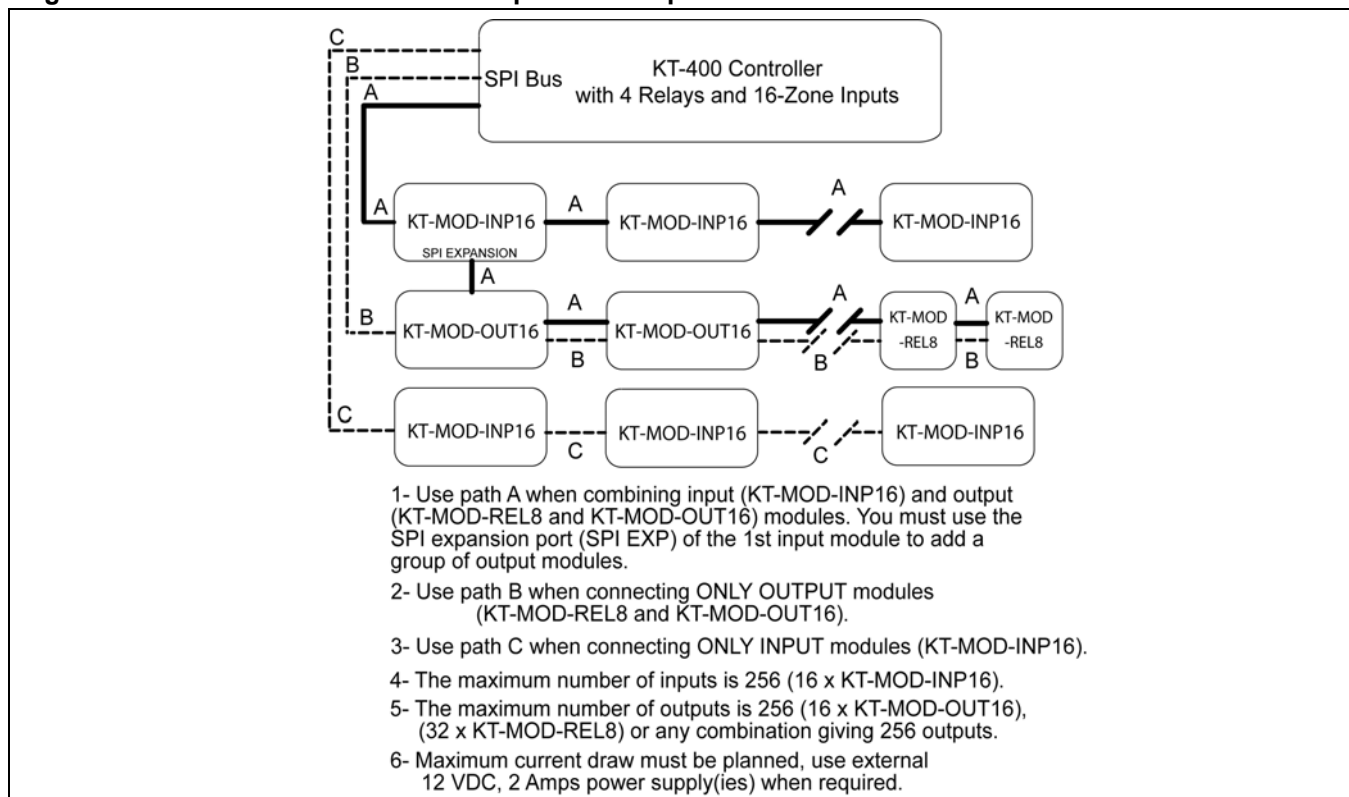 C
B
A
SPI Bus
KT-400 Controller
with 4 Relays and 16-Zone Inputs
A
KT-MOD-INP16
SPI EXPANSION
A
KT-MOD-INP16
A
KT-MOD-INP16
A
B
KT-MOD-OUT16
A
B
KT-MOD-OUT16
A
B
KT-MOD
-REL8
A
B
KT-MOD
-REL8
C
KT-MOD-INP16
C
KT-MOD-INP16
C
KT-MOD-INP16
1- Use path A when combining input (KT-MOD-INP16) and output
(KT-MOD-REL8 and KT-MOD-OUT16) modules. You must use the
SPI expansion port (SPI EXP) of the 1st input module to add a
group of output modules.
2- Use path B when connecting ONLY OUTPUT modules
(KT-MOD-REL8 and KT-MOD-OUT16).
3- Use path C when connecting ONLY INPUT modules (KT-MOD-INP16).
4- The maximum number of inputs is 256 (16 x KT-MOD-INP16).
5- The maximum number of outputs is 256 (16 x KT-MOD-OUT16),
(32 x KT-MOD-REL8) or any combination giving 256 outputs.
6- Maximum current draw must be planned, use external
12 VDC, 2 Amps power supply(ies) when required.